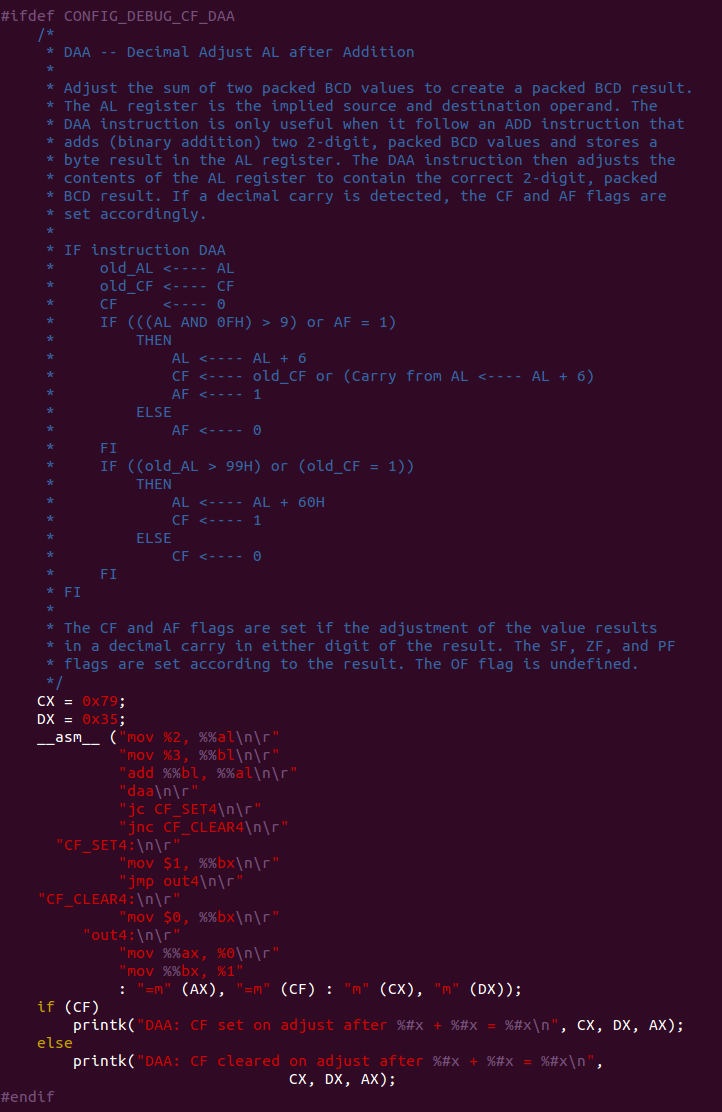 #ifdef CONFIG_DEBUG_CF_DAA
    /*
     * DAA -- Decimal Adjust AL after Addition
     *
     * Adjust the sum of two packed BCD values to create a packed BCD result.
     * The AL register is the implied source and destination operand. The
     * DAA instruction is only useful when it follow an ADD instruction that
     * adds (binary addition) two 2-digit, packed BCD values and stores a
     * byte result in the AL register. The DAA instruction then adjusts the
     * contents of the AL register to contain the correct 2-digit, packed
     * BCD result. If a decimal carry is detected, the CF and AF flags are
     * set accordingly.
     *
     * IF instruction DAA
     *     old_AL <---- AL
     *     old_CF <---- CF
     *     CF     <---- 0
     *     IF (((AL AND 0FH) > 9) or AF = 1)
     *         THEN
     *             AL <---- AL + 6
     *             CF <---- old_CF or (Carry from AL <---- AL + 6)
     *             AF <---- 1
     *         ELSE
     *             AF <---- 0
     *     FI
     *     IF ((old_AL > 99H) or (old_CF = 1))
     *         THEN
     *             AL <---- AL + 60H
     *             CF <---- 1
     *         ELSE
     *             CF <---- 0
     *     FI
     * FI
     *
     * The CF and AF flags are set if the adjustment of the value results
     * in a decimal carry in either digit of the result. The SF, ZF, and PF
     * flags are set according to the result. The OF flag is undefined.
     */
    CX = 0x79;
    DX = 0x35;
    __asm__ ("mov %2, %%al\n\r"
             "mov %3, %%bl\n\r"
             "add %%bl, %%al\n\r"
             "daa\n\r"
             "jc CF_SET4\n\r"
             "jnc CF_CLEAR4\n\r"
      "CF_SET4:\n\r"
             "mov $1, %%bx\n\r"
             "jmp out4\n\r"
    "CF_CLEAR4:\n\r"
             "mov $0, %%bx\n\r"
         "out4:\n\r"
             "mov %%ax, %0\n\r"
             "mov %%bx, %1"
             : "=m" (AX), "=m" (CF) : "m" (CX), "m" (DX));
    if (CF)
        printk("DAA: CF set on adjust after %#x + %#x = %#x\n", CX, DX, AX);
    else
        printk("DAA: CF cleared on adjust after %#x + %#x = %#x\n",
                                CX, DX, AX);
#endif